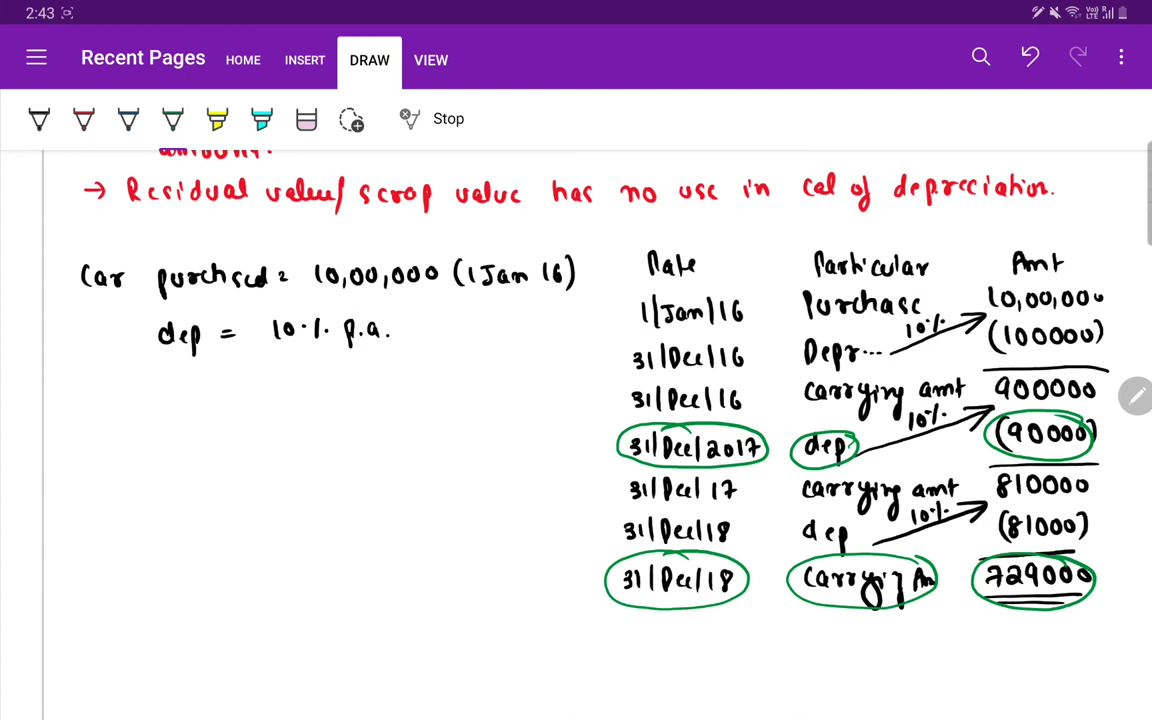 2:43
Recent Pages HOME INSERT DRAW VIEW
Stop
amount.
→ Residual value/ scrap value has no use in cal of depreciation.
Car purchsed = 10,00,000 (1 Jan 16)
dep = 10% p.a.
Date Particular Amt
1/Jan/16 Purchase 10,00,000
10%
31/Dec/16 Depr... (100000)
31/Dec/16 carrying amt 900000
10%
31/Dec/2017 dep (90000)
31/Dec/17 carrying amt 810000
10%
31/Dec/18 dep (81000)
31/Dec/18 Carrying Am 729000